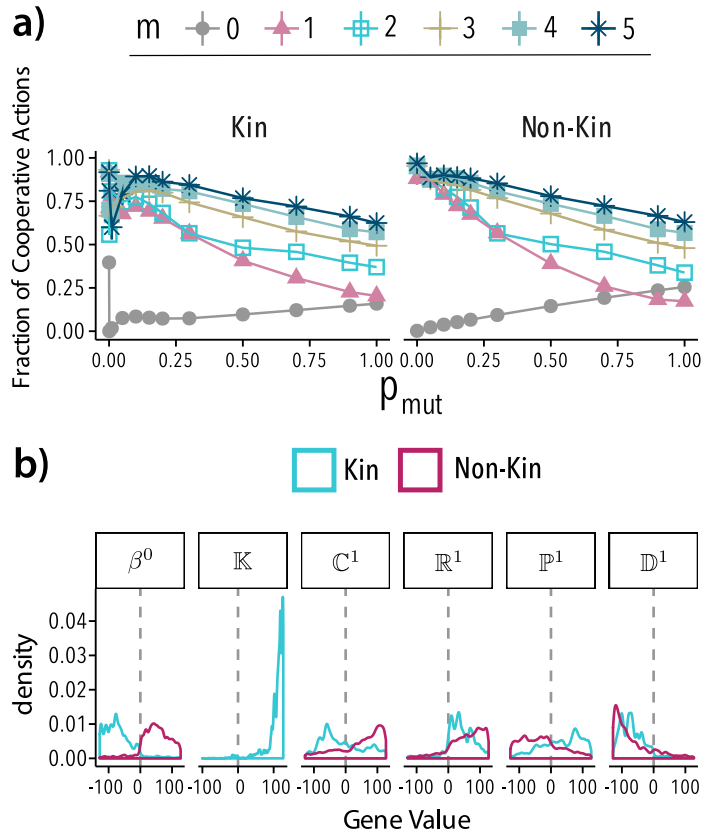 a)
m 0 1 2 3 4 5
Kin Non-Kin
Fraction of Cooperative Actions
1.00
0.75
0.50
0.25
0.00
0.00 0.25 0.50 0.75 1.00 0.00 0.25 0.50 0.75 1.00
p_mut
b)
Kin Non-Kin
β⁰ 𝕂 ℂ¹ ℝ¹ ℙ¹ 𝔻¹
density
0.04
0.03
0.02
0.01
0.00
-100 0 100 -100 0 100 -100 0 100 -100 0 100 -100 0 100 -100 0 100
Gene Value